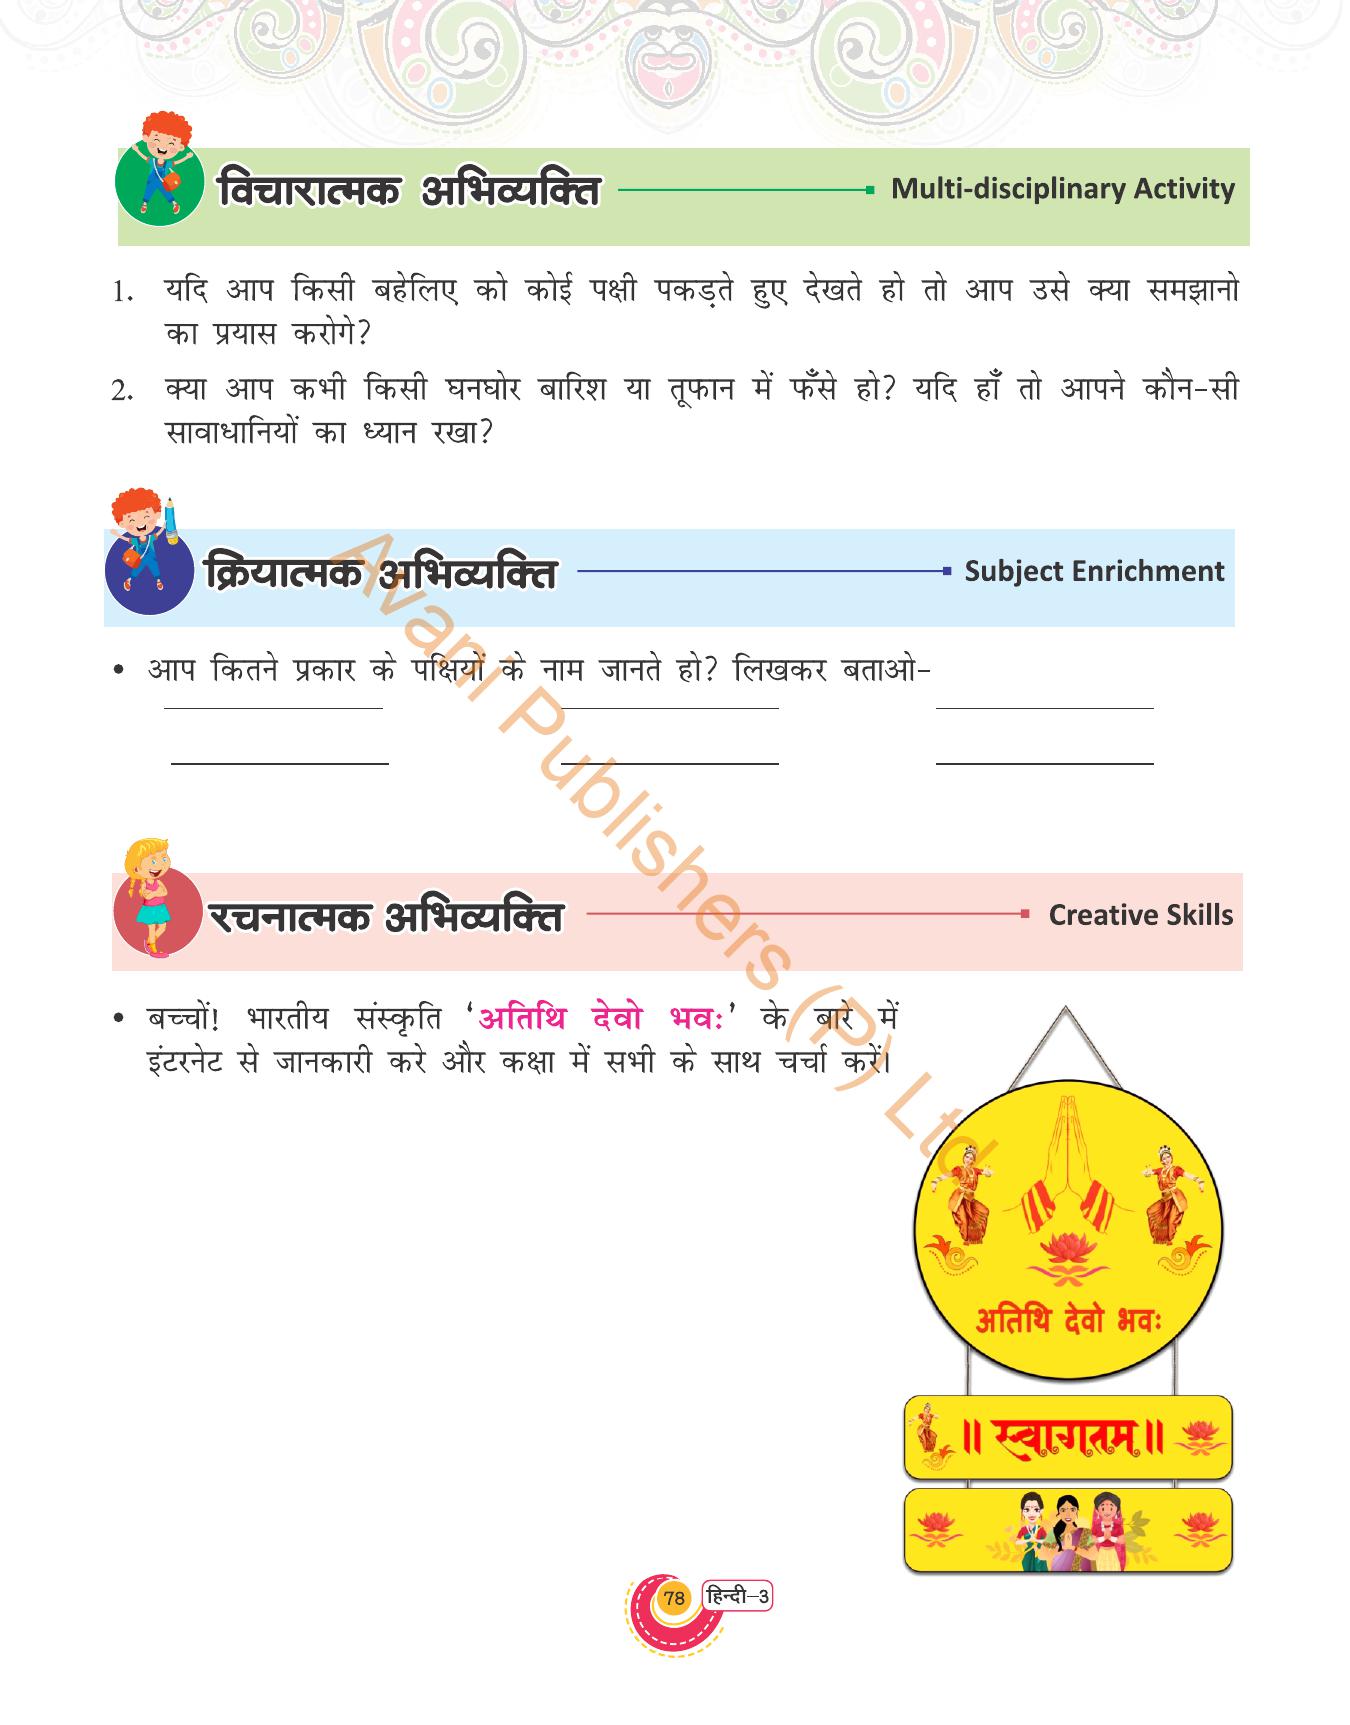 विचारात्मक अभिव्यक्ति Multi-disciplinary Activity
1. यदि आप किसी बहेलिए को कोई पक्षी पकड़ते हुए देखते हो तो आप उसे क्या समझानो
का प्रयास करोगे?
2. क्या आप कभी किसी घनघोर बारिश या तूफान में फँसे हो? यदि हाँ तो आपने कौन-सी
सावाधानियों का ध्यान रखा?
क्रियात्मक अभिव्यक्ति Subject Enrichment
• आप कितने प्रकार के पक्षियों के नाम जानते हो? लिखकर बताओ-
रचनात्मक अभिव्यक्ति Creative Skills
• बच्चों! भारतीय संस्कृति ‘अतिथि देवो भवः’ के बारे में
इंटरनेट से जानकारी करे और कक्षा में सभी के साथ चर्चा करें।
अतिथि देवो भवः
॥ स्वागतम ॥
78 हिन्दी-3
Avani Publishers (P) Ltd.